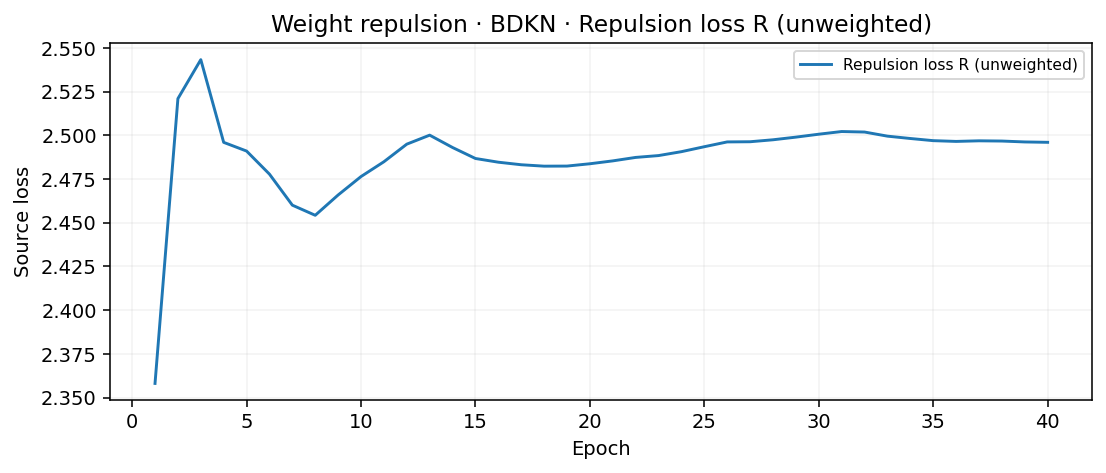 Weight repulsion · BDKN · Repulsion loss R (unweighted)
Repulsion loss R (unweighted)
Source loss
2.550
2.525
2.500
2.475
2.450
2.425
2.400
2.375
2.350
0 5 10 15 20 25 30 35 40
Epoch